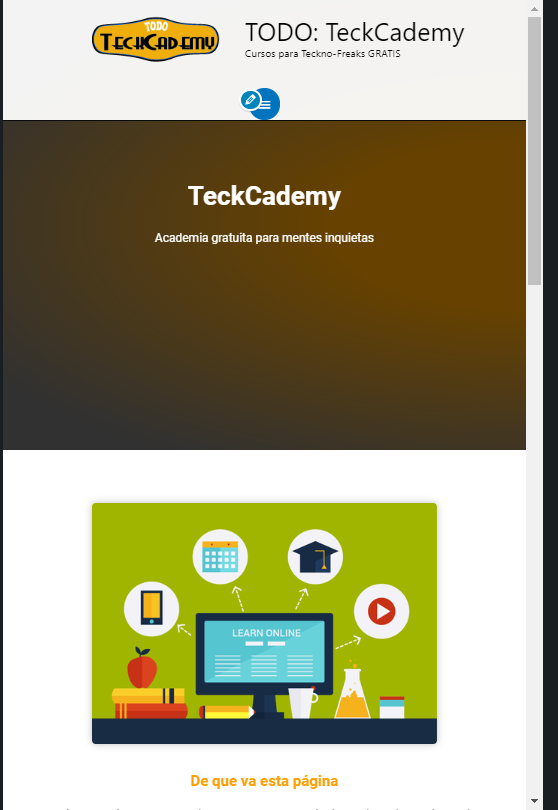 TODO
TECKCADEMY
TODO: TeckCademy
Cursos para Teckno-Freaks GRATIS
TeckCademy
Academia gratuita para mentes inquietas
LEARN ONLINE
De que va esta página